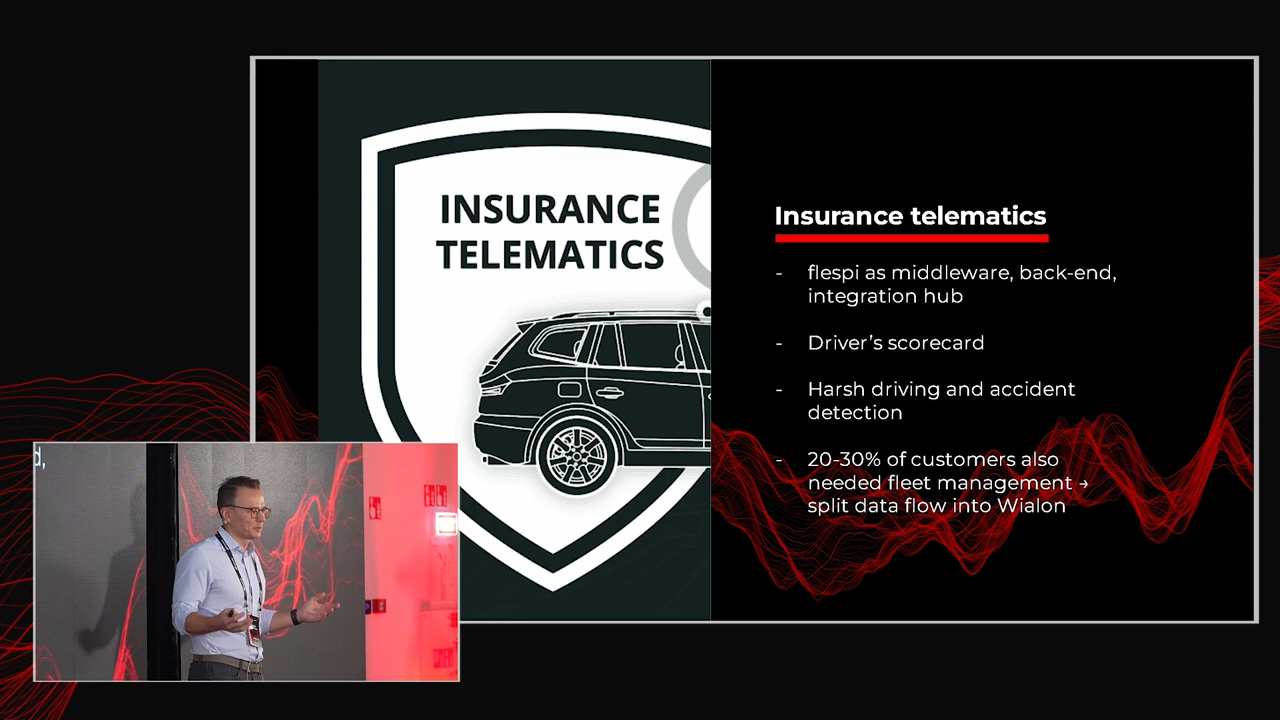 INSURANCE
TELEMATICS
Insurance telematics
- flespi as middleware, back-end,
integration hub
- Driver's scorecard
- Harsh driving and accident
detection
- 20-30% of customers also
needed fleet management →
split data flow into Wialon
d,